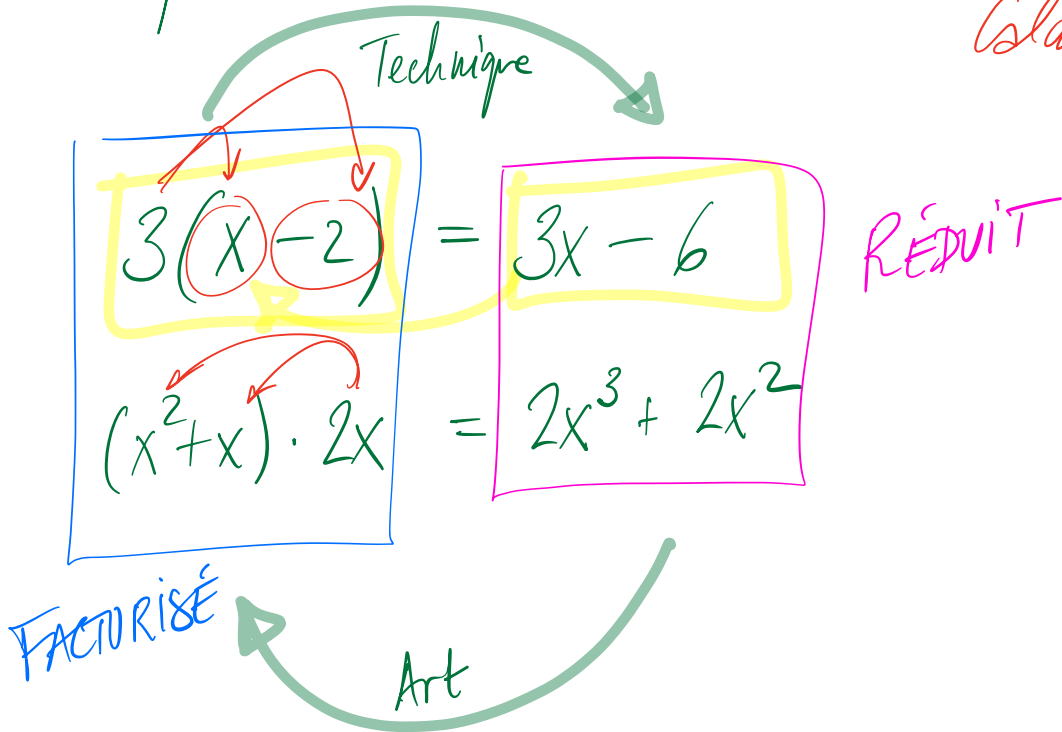 Technique
3(x - 2) = 3x - 6
RÉDUIT
(x²+x) · 2x = 2x³ + 2x²
FACTORISÉ
Art